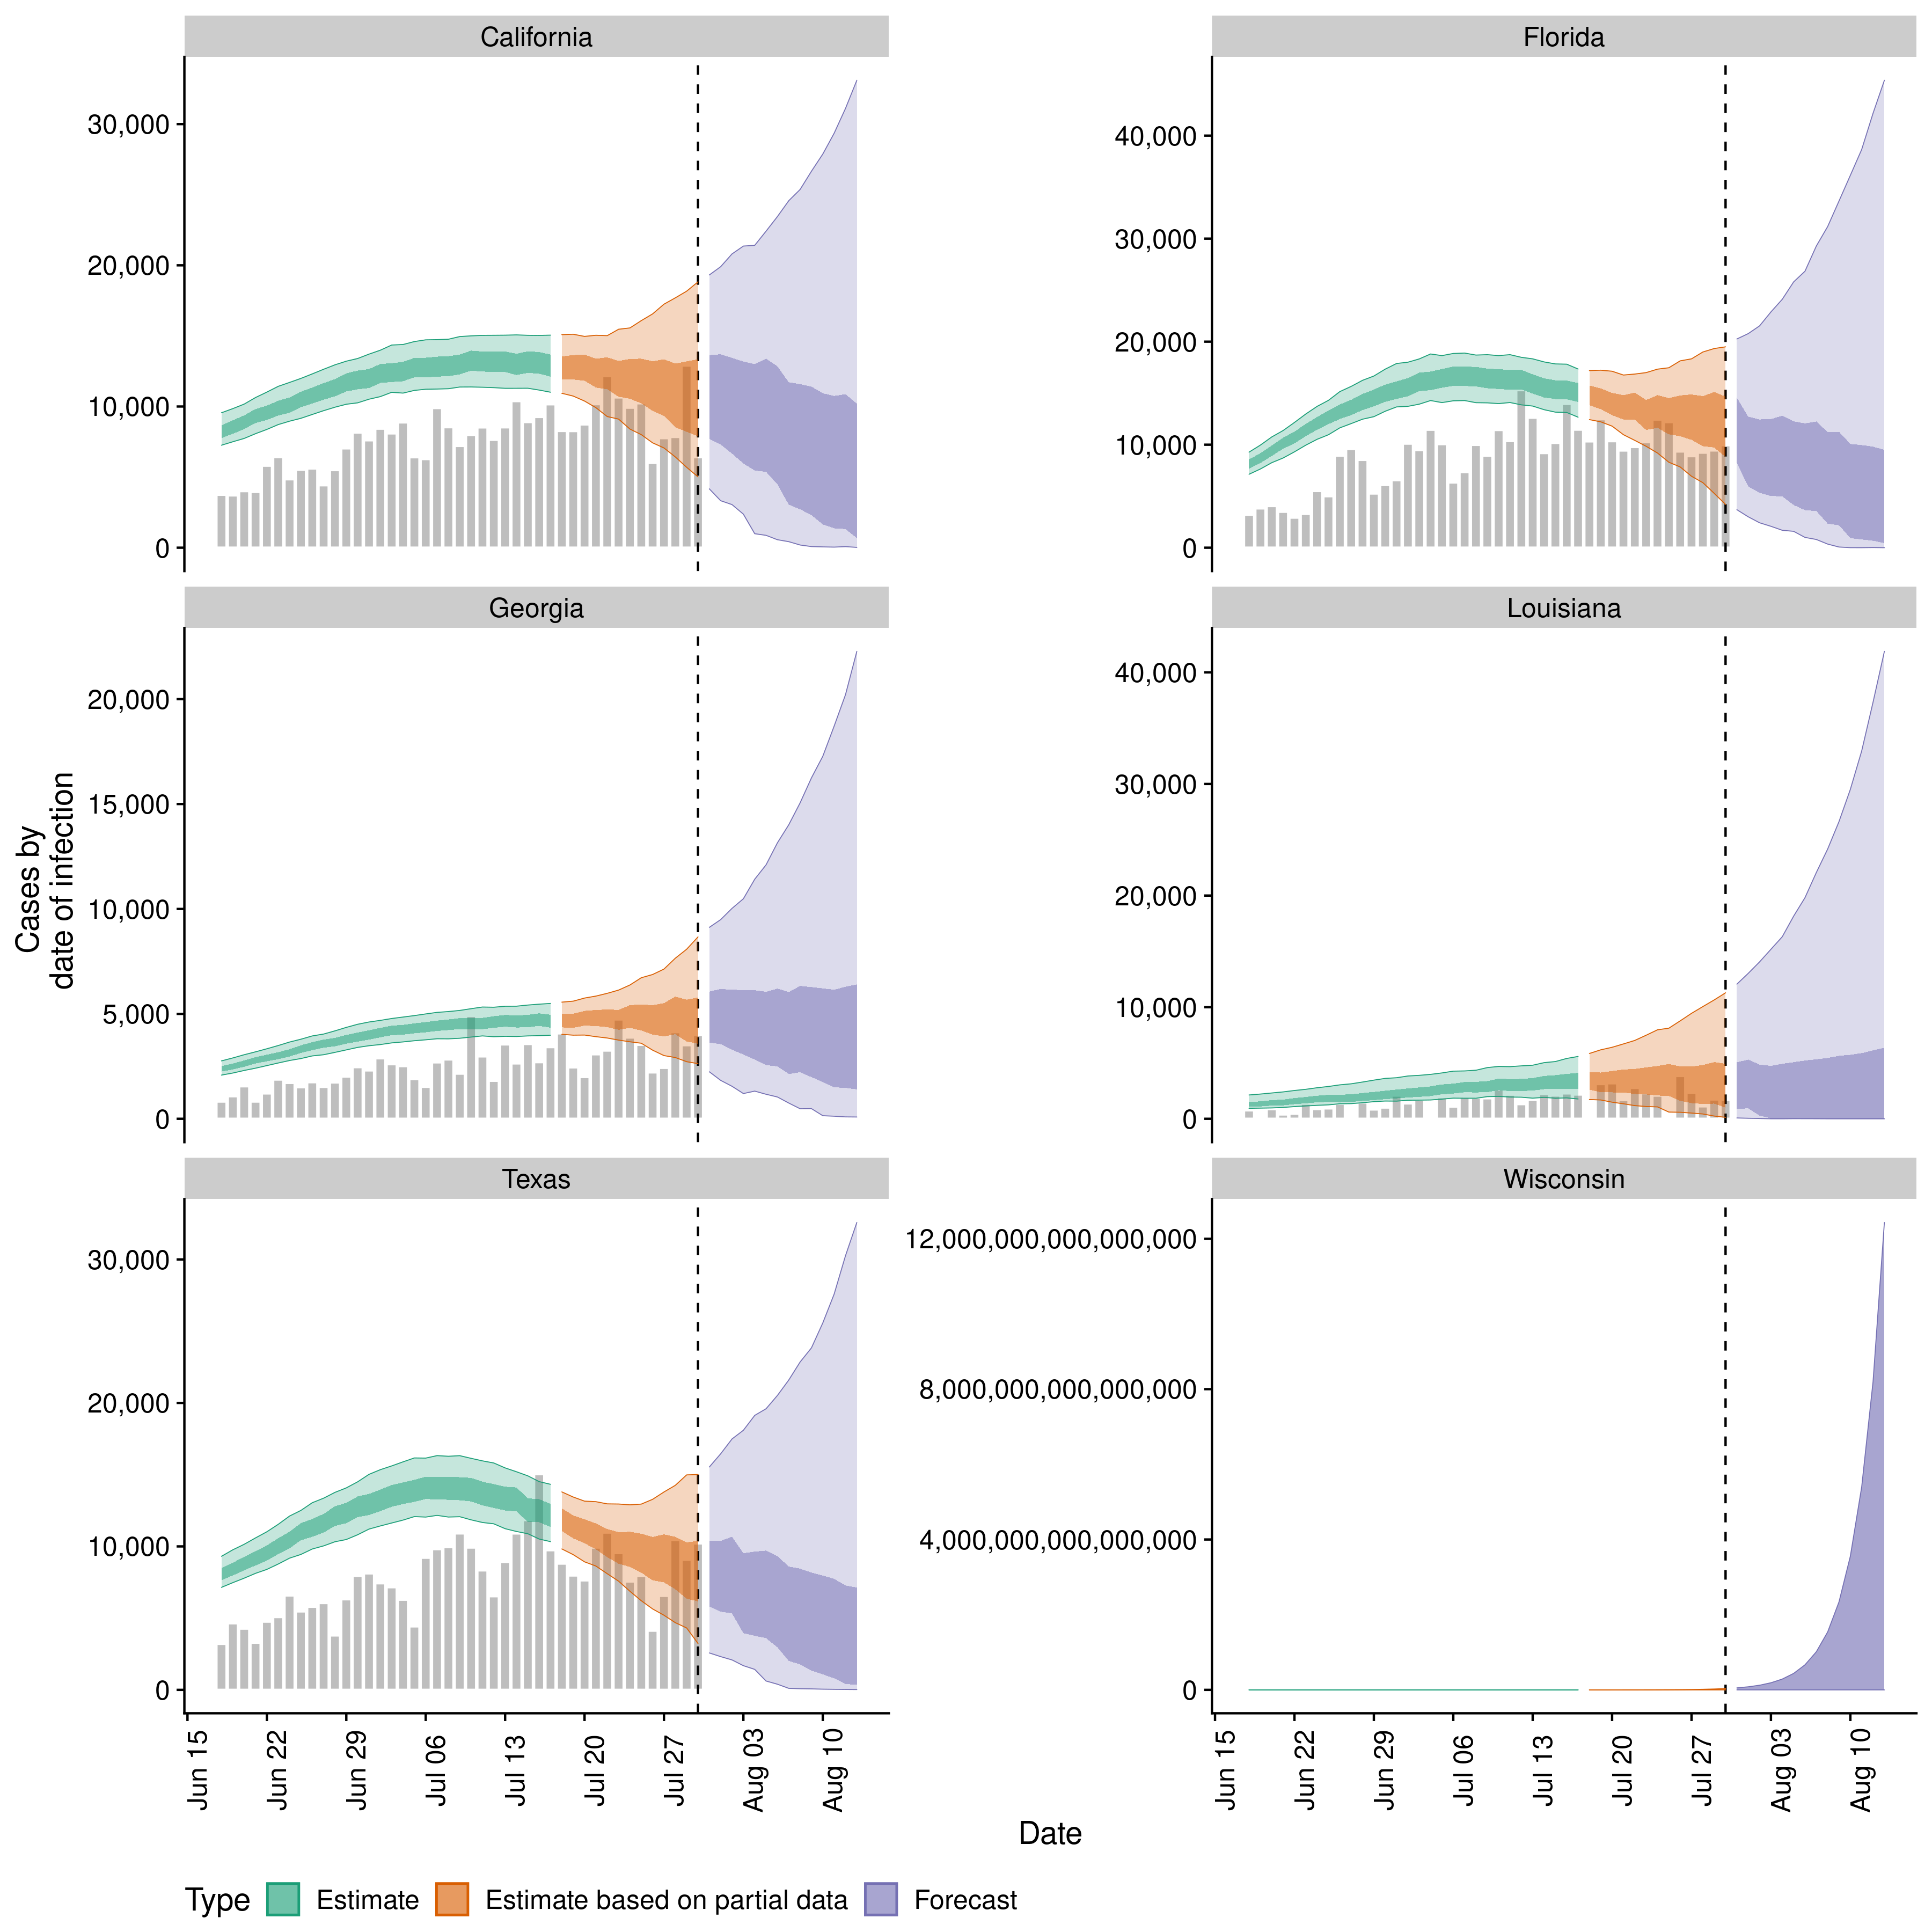 California
Florida
30,000
20,000
10,000
0
40,000
30,000
20,000
10,000
0
Georgia
Louisiana
20,000
15,000
10,000
5,000
0
40,000
30,000
20,000
10,000
0
Cases by
date of infection
Texas
Wisconsin
30,000
20,000
10,000
0
12,000,000,000,000,000
8,000,000,000,000,000
4,000,000,000,000,000
0
Jun 15
Jun 22
Jun 29
Jul 06
Jul 13
Jul 20
Jul 27
Aug 03
Aug 10
Jun 15
Jun 22
Jun 29
Jul 06
Jul 13
Jul 20
Jul 27
Aug 03
Aug 10
Date
Type Estimate Estimate based on partial data Forecast